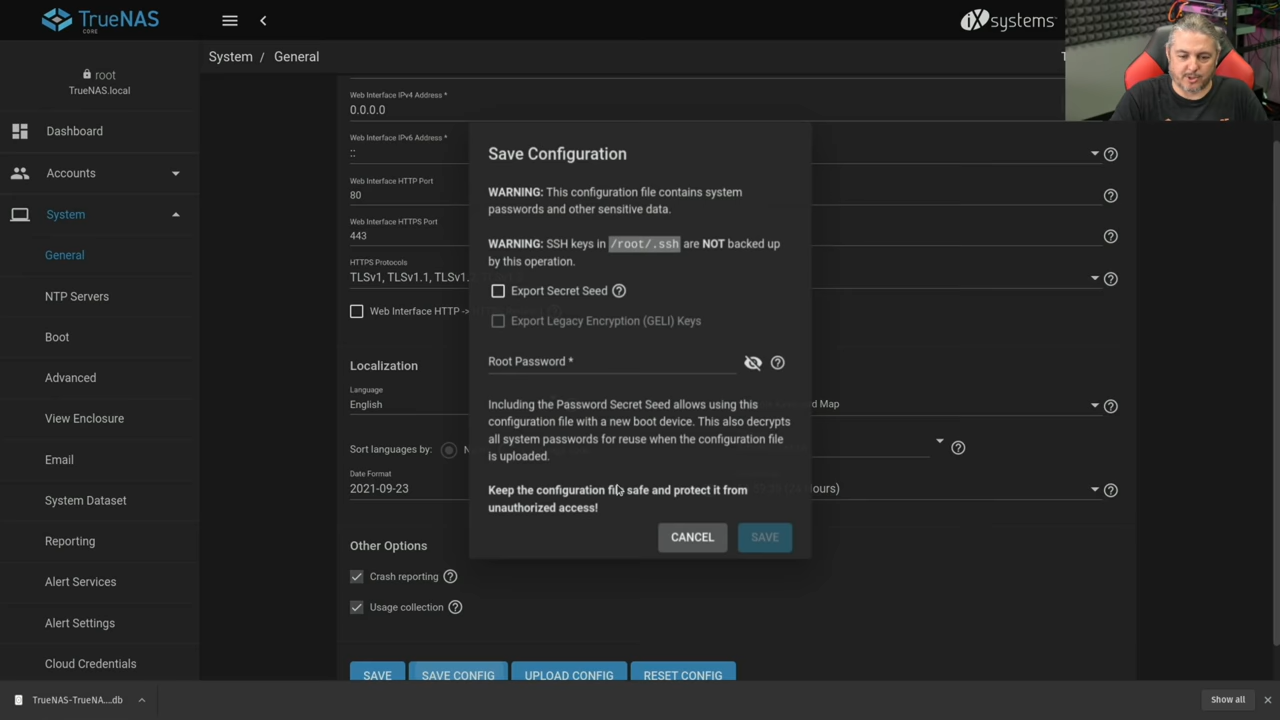 TrueNAS
CORE
iXsystems
root
TrueNAS.local
System / General
Dashboard
Accounts
System
General
NTP Servers
Boot
Advanced
View Enclosure
Email
System Dataset
Reporting
Alert Services
Alert Settings
Cloud Credentials
Web Interface IPv4 Address *
0.0.0.0
Web Interface IPv6 Address *
::
Web Interface HTTP Port
80
Web Interface HTTPS Port
443
HTTPS Protocols
TLSv1, TLSv1.1, TLSv1.
Web Interface HTTP ->
Localization
Language
English
Map
Sort languages by:
Date Format
2021-09-23
Hours)
Other Options
Crash reporting
Usage collection
SAVE
SAVE CONFIG
UPLOAD CONFIG
RESET CONFIG
Save Configuration
WARNING: This configuration file contains system
passwords and other sensitive data.
WARNING: SSH keys in /root/.ssh are NOT backed up
by this operation.
Export Secret Seed
Export Legacy Encryption (GELI) Keys
Root Password *
Including the Password Secret Seed allows using this
configuration file with a new boot device. This also decrypts
all system passwords for reuse when the configuration file
is uploaded.
Keep the configuration file safe and protect it from
unauthorized access!
CANCEL
SAVE
TrueNAS-TrueNA....db
Show all